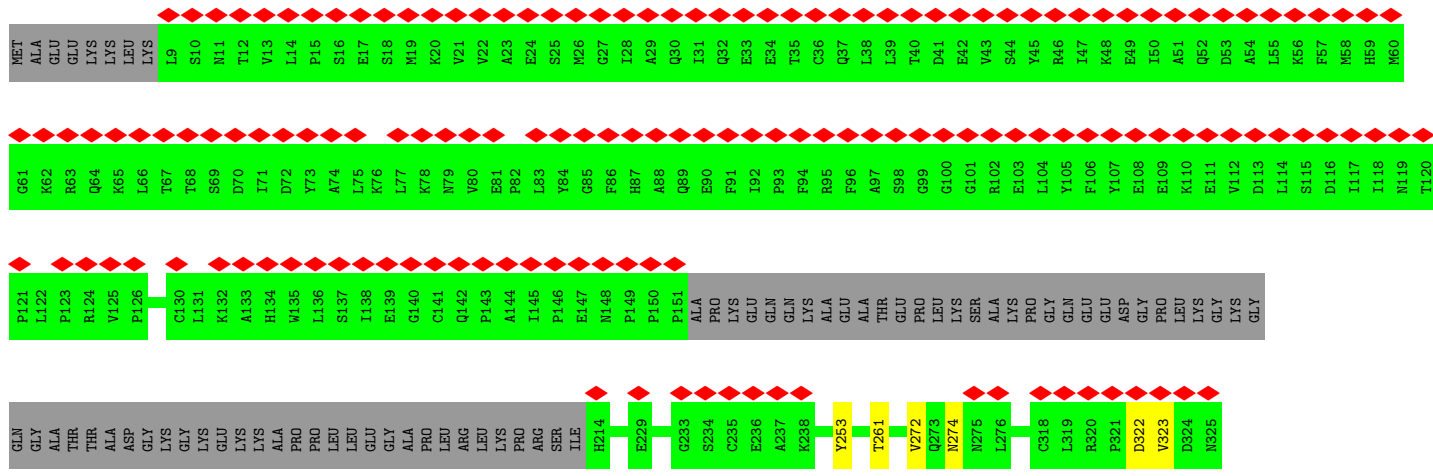 MET ALA GLU GLU LYS LYS LEU LYS L9 S10 N11 T12 V13 L14 P15 S16 E17 S18 M19 K20 V21 V22 A23 E24 S25 M26 G27 I28 A29 Q30 I31 Q32 E33 E34 T35 C36 Q37 L38 L39 T40 D41 E42 V43 S44 Y45 R46 I47 K48 E49 I50 A51 Q52 D53 A54 L55 K56 F57 M58 H59 M60
G61 K62 R63 Q64 K65 L66 T67 T68 S69 D70 I71 D72 Y73 A74 L75 K76 L77 K78 N79 V80 E81 P82 L83 Y84 G85 F86 H87 A88 Q89 E90 F91 I92 P93 F94 R95 F96 A97 S98 G99 G100 G101 R102 E103 L104 Y105 F106 Y107 E108 E109 K110 E111 V112 D113 L114 S115 D116 I117 I118 N119 T120
P121 L122 P123 R124 V125 P126 C130 L131 K132 A133 H134 W135 L136 S137 I138 E139 G140 C141 Q142 P143 A144 I145 P146 E147 N148 P149 P150 P151 ALA PRO LYS GLU GLN GLN LYS ALA GLU ALA THR GLU PRO LEU LYS SER ALA LYS PRO GLY GLN GLU GLU ASP GLY PRO LEU LYS GLY LYS GLY
GLN GLY ALA THR THR ALA ASP GLY LYS GLY LYS GLU LYS LYS ALA PRO PRO LEU LEU GLU GLY ALA PRO LEU ARG LEU LYS PRO ARG SER ILE H214 E229 G233 S234 C235 E236 A237 K238 Y253 T261 V272 Q273 N274 N275 L276 C318 L319 R320 P321 D322 V323 D324 N325